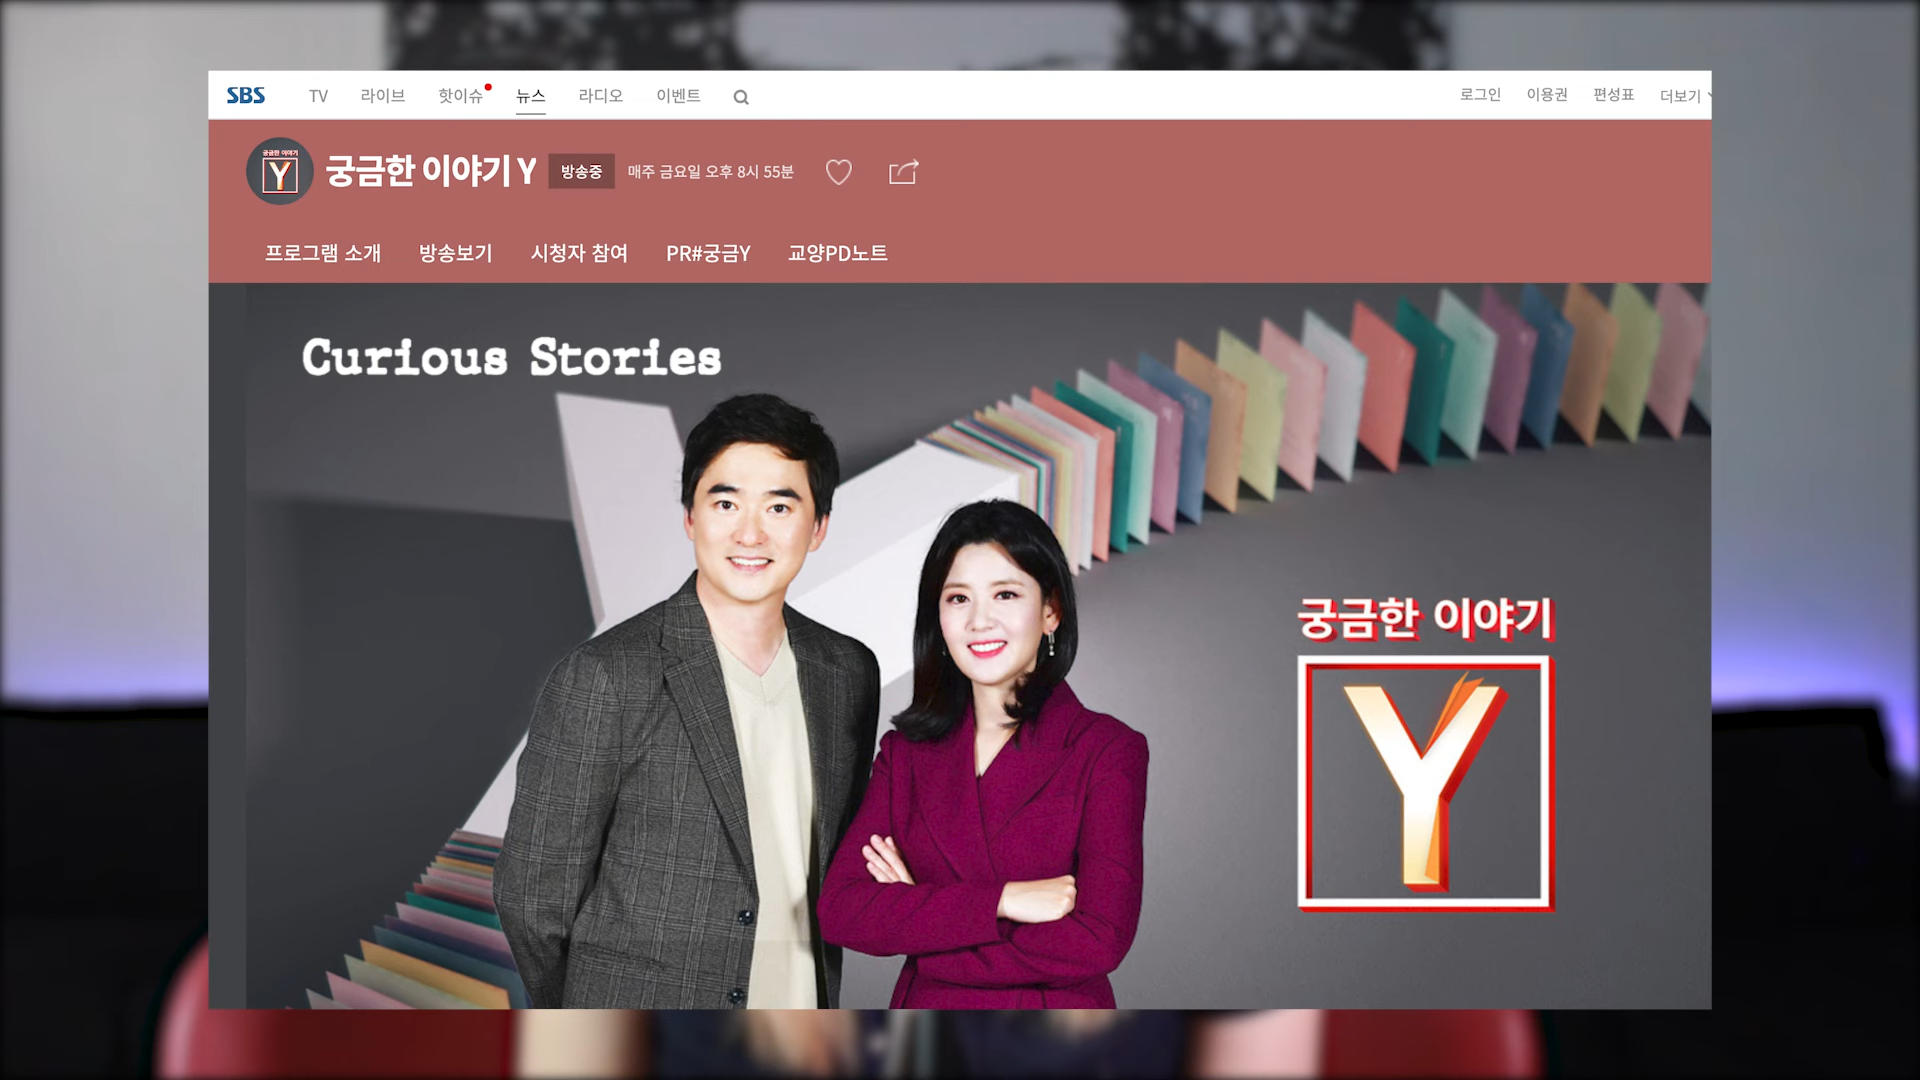 SBS TV 라이브 핫이슈 뉴스 라디오 이벤트 로그인 이용권 편성표 더보기
궁금한 이야기 Y
궁금한 이야기 Y 방송중 매주 금요일 오후 8시 55분
프로그램 소개 방송보기 시청자 참여 PR#궁금Y 교양PD노트
Curious Stories
궁금한 이야기
Y